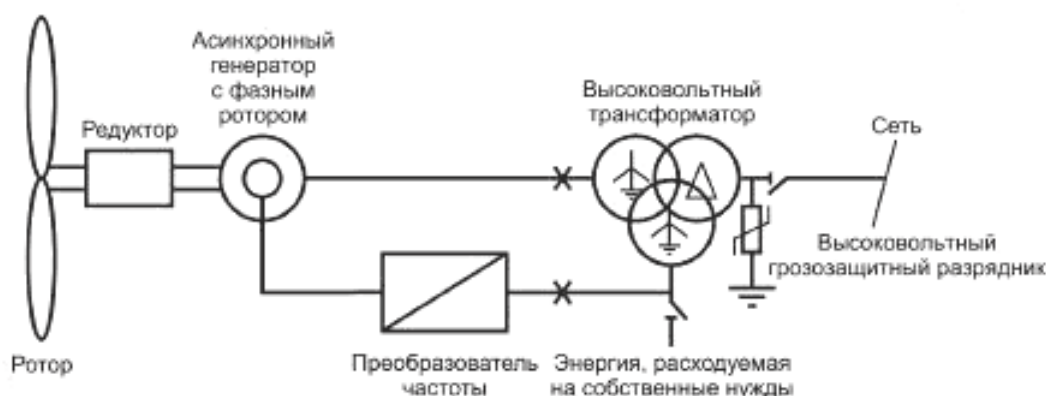 Асинхронный
генератор
с фазным
ротором
Редуктор
Высоковольтный
трансформатор
Сеть
Высоковольтный
грозозащитный разрядник
Ротор
Преобразователь
частоты
Энергия, расходуемая
на собственные нужды